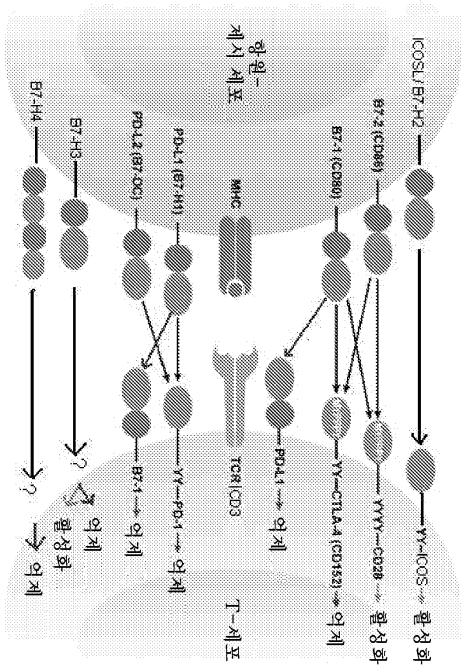 ICOSL/ B7-H2 YY-ICOS → 활성화
B7-2 (CD86) YYYY-CD28 → 활성화
B7-1 (CD80) YY-CTLA-4 (CD152) → 억제
PD-L1 → 억제
항원-
제시 세포
MHC TCR|CD3 T-세포
PD-L1 (B7-H1) YY-PD-1 → 억제
PD-L2 (B7-DC) B7-1 → 억제
억제
B7-H3 ? 활성화
B7-H4 ? → 억제